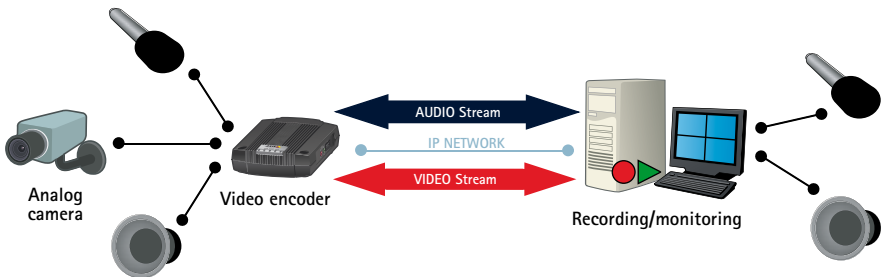 AUDIO Stream
IP NETWORK
VIDEO Stream
Analog
camera
Video encoder
Recording/monitoring